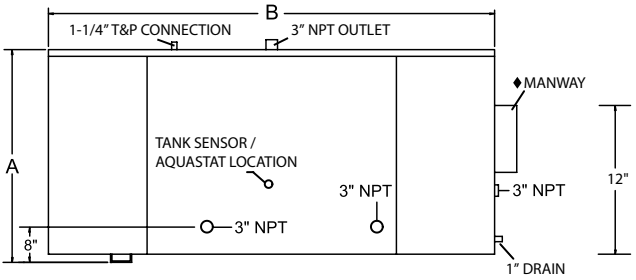 B
1-1/4” T&P CONNECTION
3” NPT OUTLET
♦MANWAY
A
TANK SENSOR /
AQUASTAT LOCATION
12"
3" NPT
3" NPT
3" NPT
8"
1” DRAIN